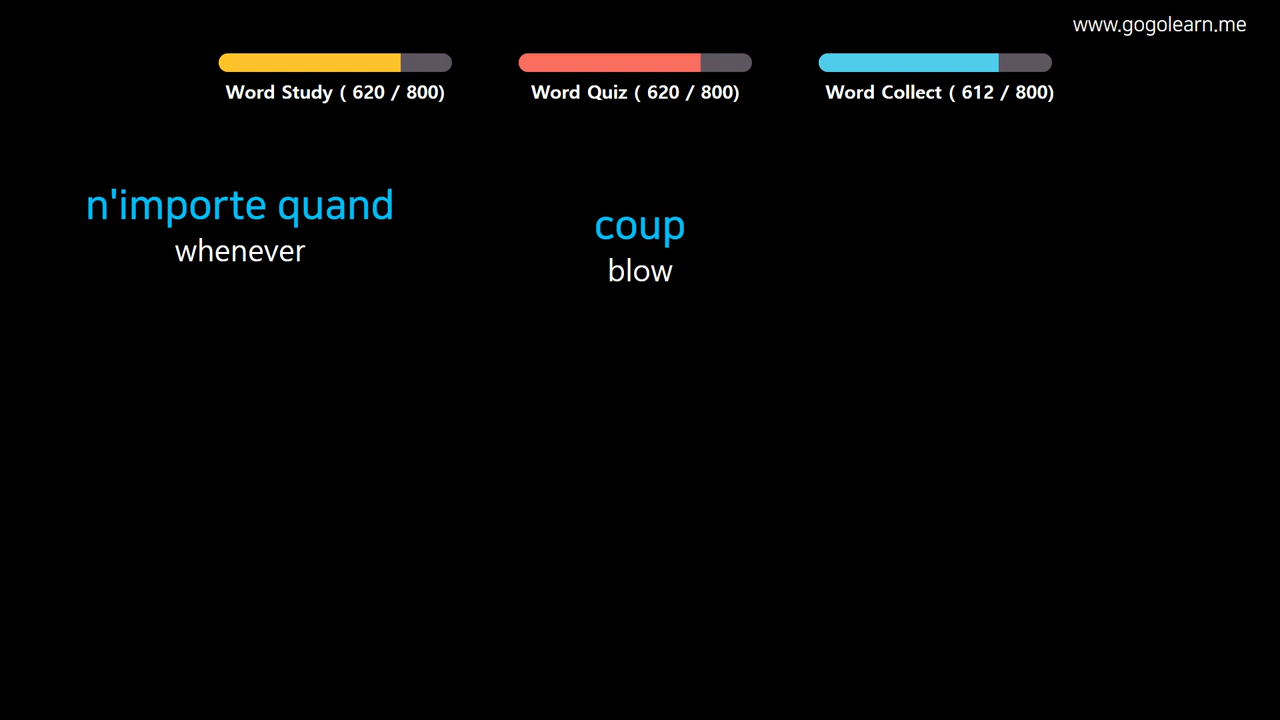 www.gogolearn.me
Word Study ( 620 / 800)
Word Quiz ( 620 / 800)
Word Collect ( 612 / 800)
n'importe quand
whenever
coup
blow